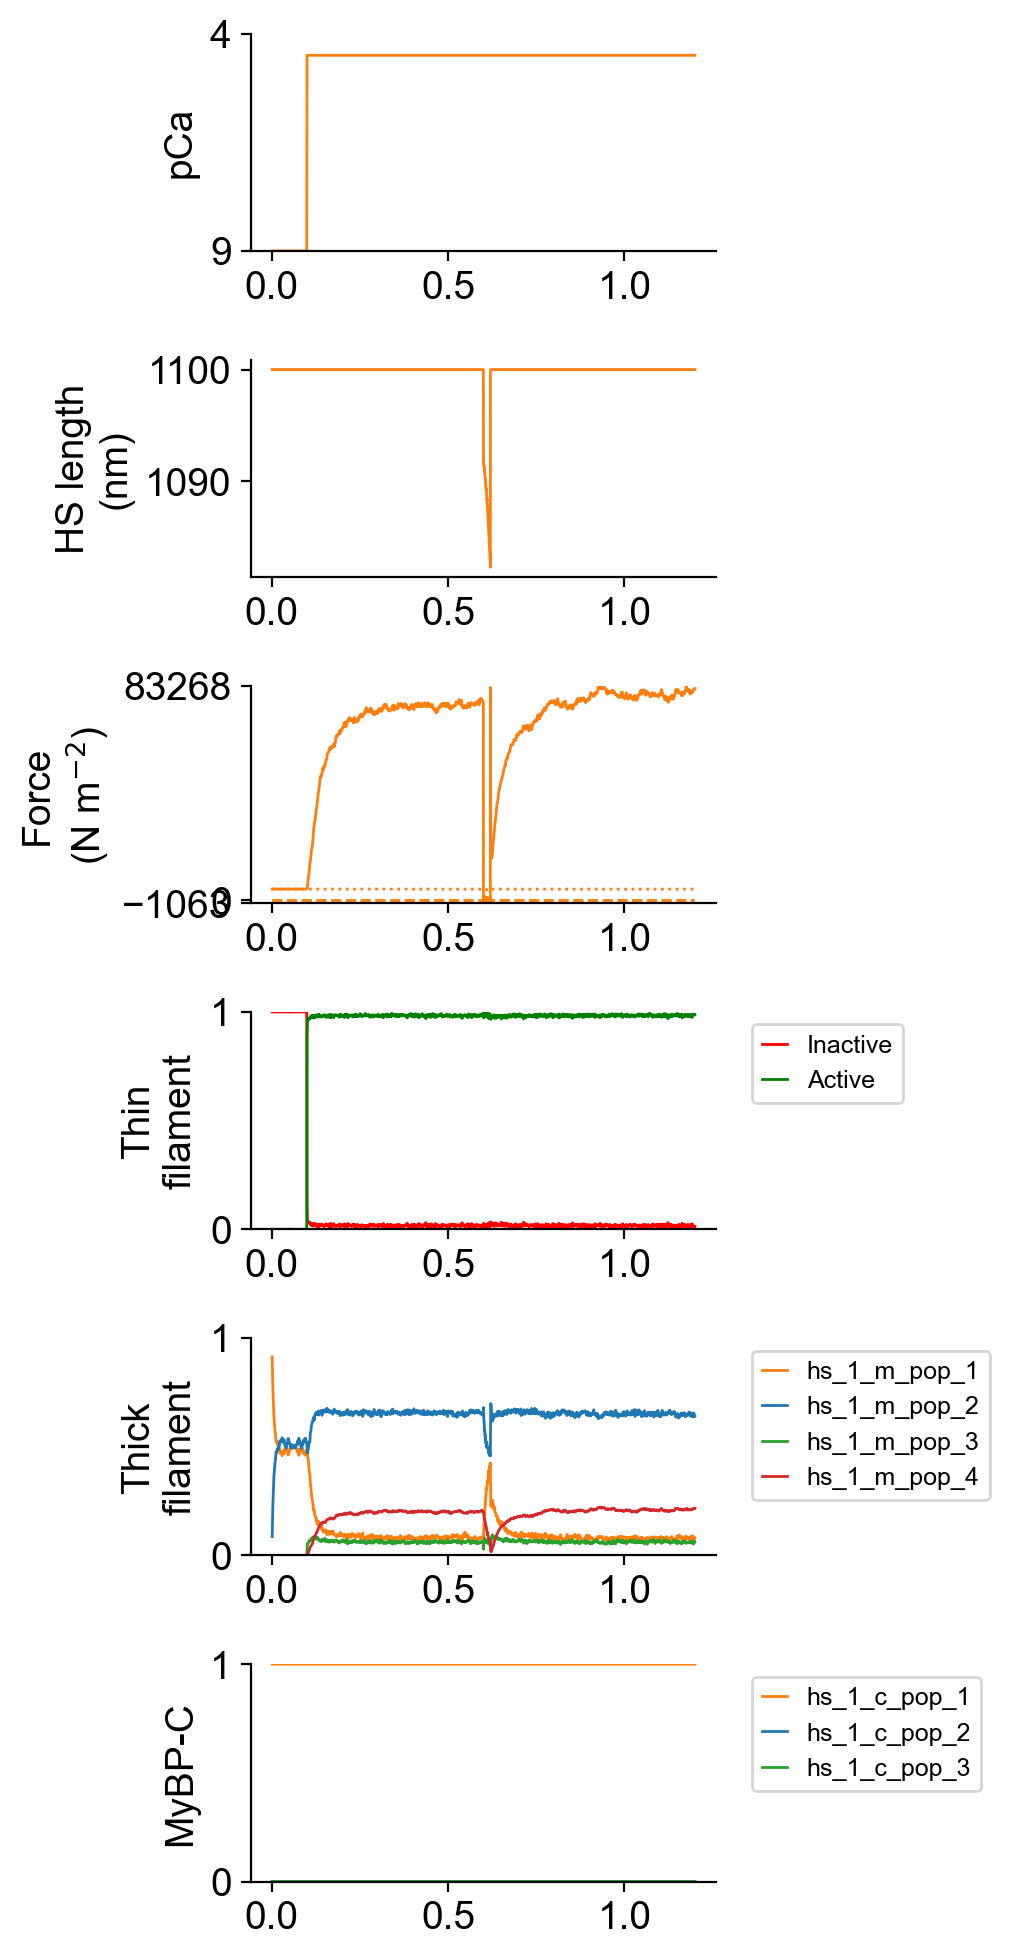 4
pCa
9
0.0 0.5 1.0
1100
HS length
(nm)
1090
0.0 0.5 1.0
83268
Force
(N m⁻²)
0
−1063
0.0 0.5 1.0
1
Thin
filament
0
0.0 0.5 1.0
Inactive
Active
1
Thick
filament
0
0.0 0.5 1.0
hs_1_m_pop_1
hs_1_m_pop_2
hs_1_m_pop_3
hs_1_m_pop_4
1
MyBP-C
0
0.0 0.5 1.0
hs_1_c_pop_1
hs_1_c_pop_2
hs_1_c_pop_3